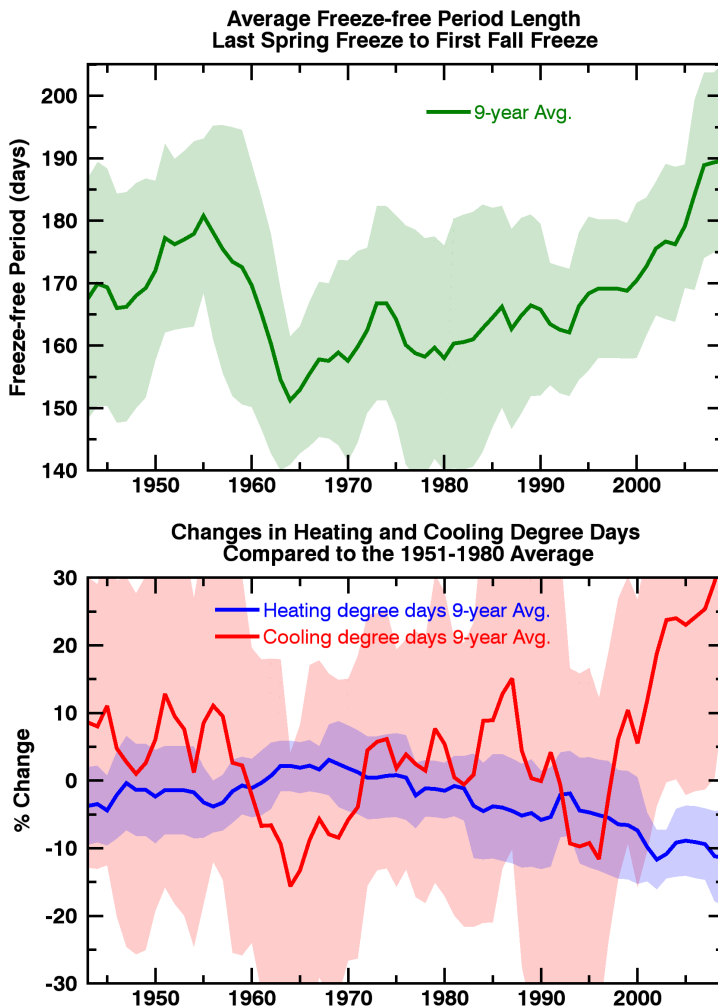 Average Freeze-free Period Length
Last Spring Freeze to First Fall Freeze
200
190
180
170
160
150
140
Freeze-free Period (days)
9-year Avg.
1950 1960 1970 1980 1990 2000
Changes in Heating and Cooling Degree Days
Compared to the 1951-1980 Average
30
20
10
0
-10
-20
-30
% Change
Heating degree days 9-year Avg.
Cooling degree days 9-year Avg.
1950 1960 1970 1980 1990 2000